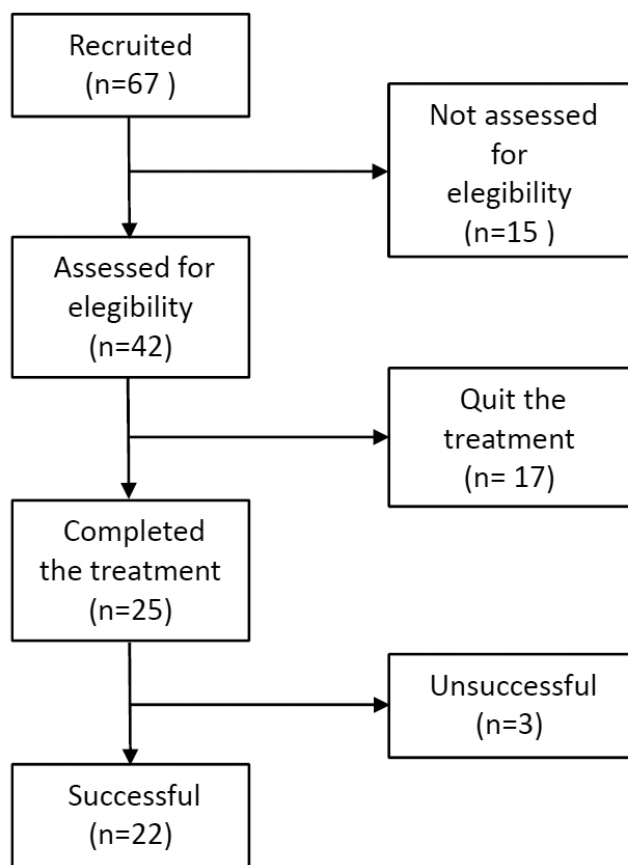 Recruited
(n=67 )
Not assessed
for
elegibility
(n=15 )
Assessed for
elegibility
(n=42)
Quit the
treatment
(n= 17)
Completed
the treatment
(n=25)
Unsuccessful
(n=3)
Successful
(n=22)